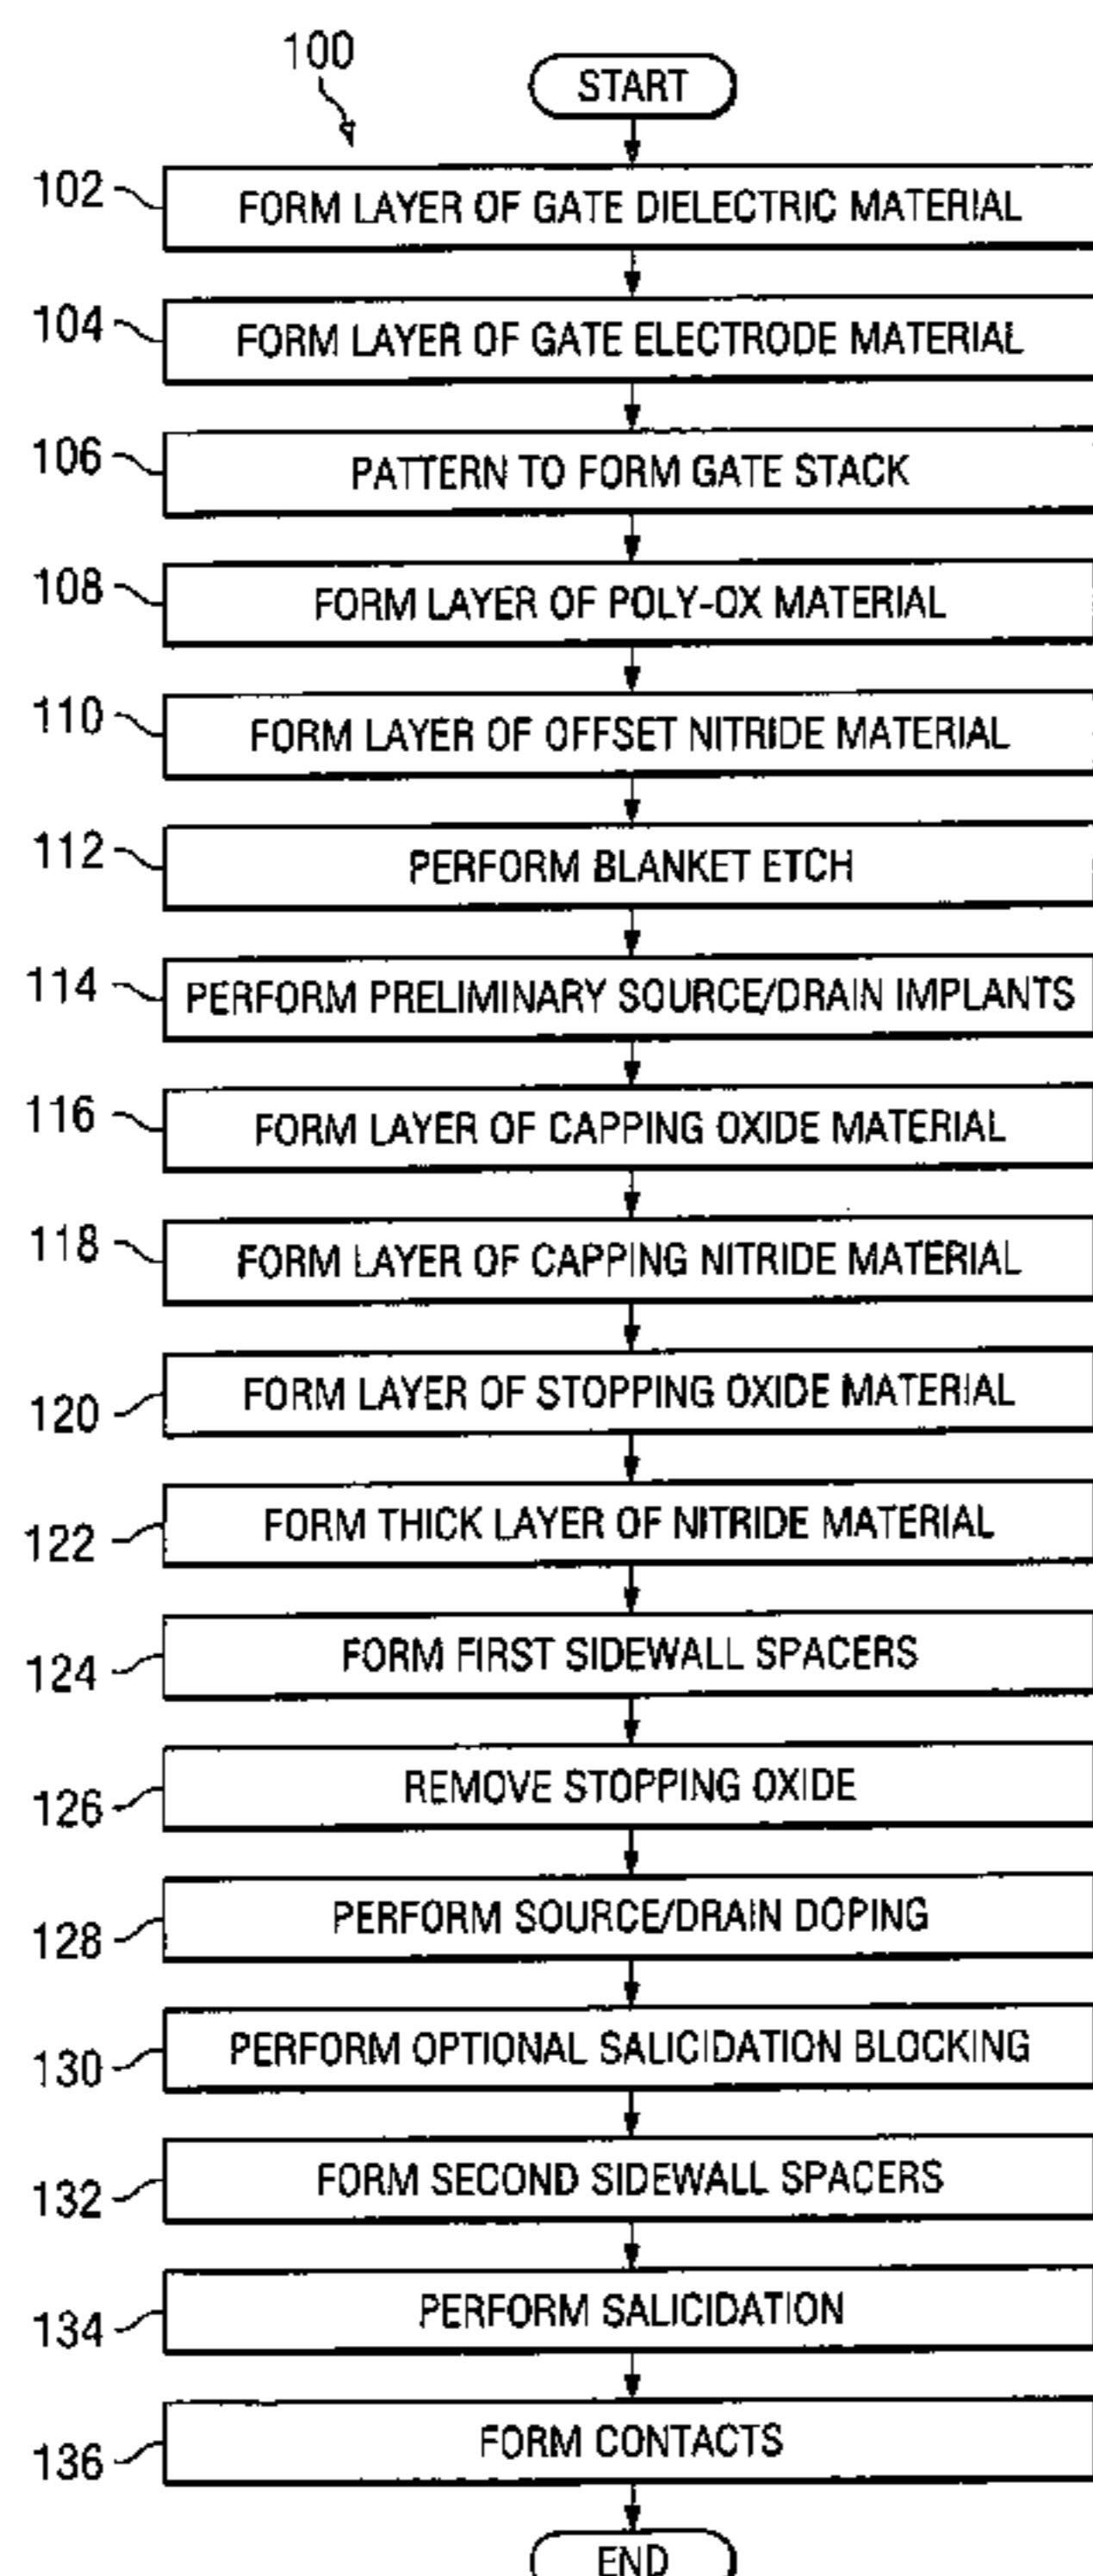 100
START
102 FORM LAYER OF GATE DIELECTRIC MATERIAL
104 FORM LAYER OF GATE ELECTRODE MATERIAL
106 PATTERN TO FORM GATE STACK
108 FORM LAYER OF POLY-OX MATERIAL
110 FORM LAYER OF OFFSET NITRIDE MATERIAL
112 PERFORM BLANKET ETCH
114 PERFORM PRELIMINARY SOURCE/DRAIN IMPLANTS
116 FORM LAYER OF CAPPING OXIDE MATERIAL
118 FORM LAYER OF CAPPING NITRIDE MATERIAL
120 FORM LAYER OF STOPPING OXIDE MATERIAL
122 FORM THICK LAYER OF NITRIDE MATERIAL
124 FORM FIRST SIDEWALL SPACERS
126 REMOVE STOPPING OXIDE
128 PERFORM SOURCE/DRAIN DOPING
130 PERFORM OPTIONAL SALICIDATION BLOCKING
132 FORM SECOND SIDEWALL SPACERS
134 PERFORM SALICIDATION
136 FORM CONTACTS
END